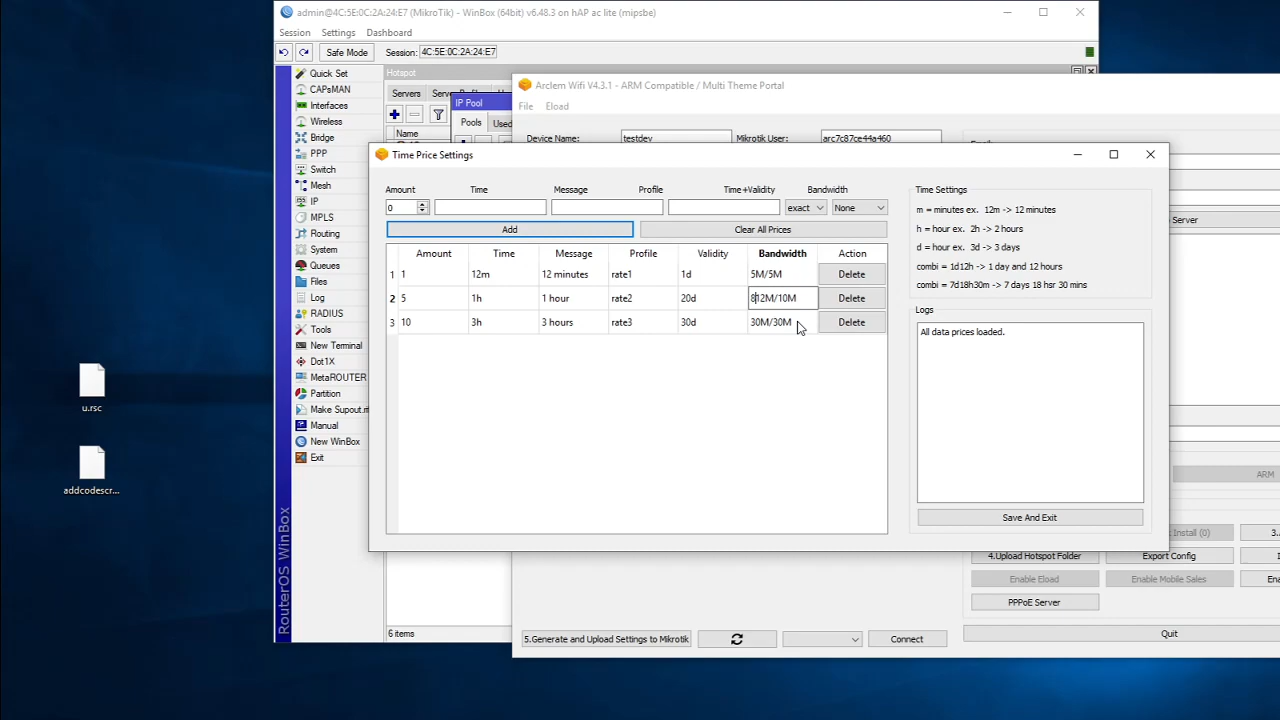 admin@4C:5E:0C:2A:24:E7 (MikroTik) - WinBox (64bit) v6.48.3 on hAP ac lite (mipsbe)
Session Settings Dashboard
Safe Mode Session: 4C:5E:0C:2A:24:E7
Quick Set
CAPsMAN
Interfaces
Wireless
Bridge
PPP
Switch
Mesh
IP
MPLS
Routing
System
Queues
Files
Log
RADIUS
Tools
New Terminal
Dot1X
MetaROUTER
Partition
Make Supout.ri
Manual
New WinBox
Exit
RouterOS WinBox
Hotspot
Servers
Name
6 items
IP Pool
Pools Used
Arclem Wifi V4.3.1 - ARM Compatible / Multi Theme Portal
File Eload
Device Name: testdev Mikrotik User: arc7c87ce44a460
Time Price Settings
Amount Time Message Profile Time+Validity Bandwidth
0 exact None
Add Clear All Prices
Amount Time Message Profile Validity Bandwidth Action
1 1 12m 12 minutes rate1 1d 5M/5M Delete
2 5 1h 1 hour rate2 20d 812M/10M Delete
3 10 3h 3 hours rate3 30d 30M/30M Delete
Time Settings
m = minutes ex. 12m -> 12 minutes
h = hour ex. 2h -> 2 hours
d = hour ex. 3d -> 3 days
combi = 1d12h -> 1 day and 12 hours
combi = 7d18h30m -> 7 days 18 hr 30 mins
Logs
All data prices loaded.
Save And Exit
Server
ARM
Install (0) 3.
4.Upload Hotspot Folder Export Config
Enable Eload Enable Mobile Sales Ena
PPPoE Server
5.Generate and Upload Settings to Mikrotik Connect Quit
u.rsc
addcodescr...